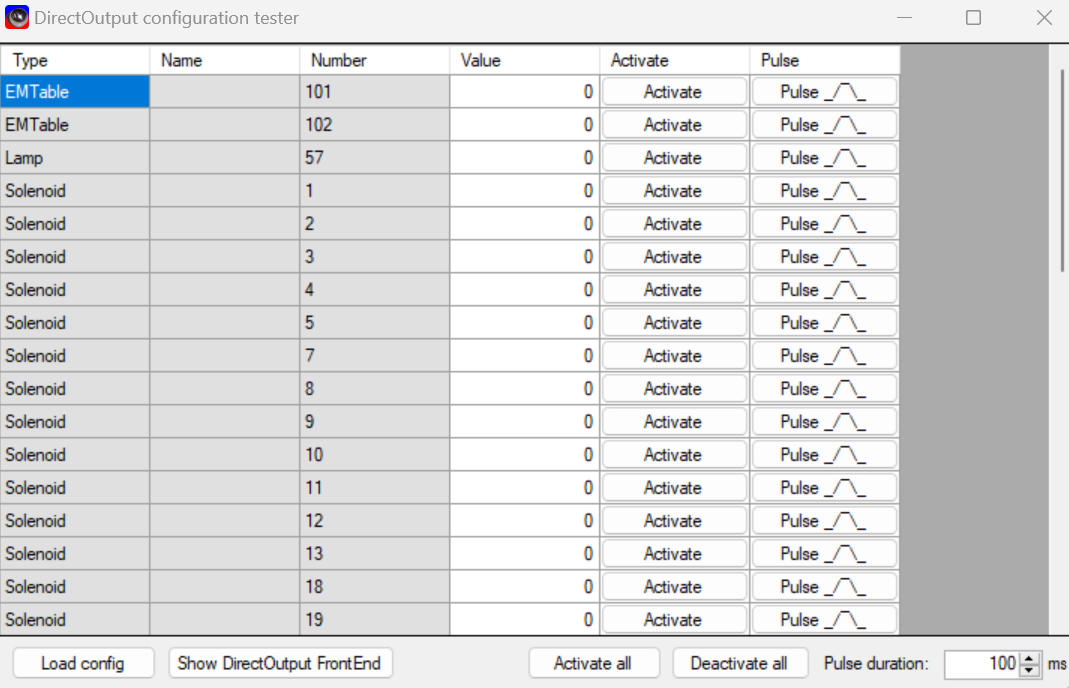 DirectOutput configuration tester
Type Name Number Value Activate Pulse
EMTable 101 0 Activate Pulse _/‾\_
EMTable 102 0 Activate Pulse _/‾\_
Lamp 57 0 Activate Pulse _/‾\_
Solenoid 1 0 Activate Pulse _/‾\_
Solenoid 2 0 Activate Pulse _/‾\_
Solenoid 3 0 Activate Pulse _/‾\_
Solenoid 4 0 Activate Pulse _/‾\_
Solenoid 5 0 Activate Pulse _/‾\_
Solenoid 7 0 Activate Pulse _/‾\_
Solenoid 8 0 Activate Pulse _/‾\_
Solenoid 9 0 Activate Pulse _/‾\_
Solenoid 10 0 Activate Pulse _/‾\_
Solenoid 11 0 Activate Pulse _/‾\_
Solenoid 12 0 Activate Pulse _/‾\_
Solenoid 13 0 Activate Pulse _/‾\_
Solenoid 18 0 Activate Pulse _/‾\_
Solenoid 19 0 Activate Pulse _/‾\_
Load config Show DirectOutput FrontEnd Activate all Deactivate all Pulse duration: 100 ms